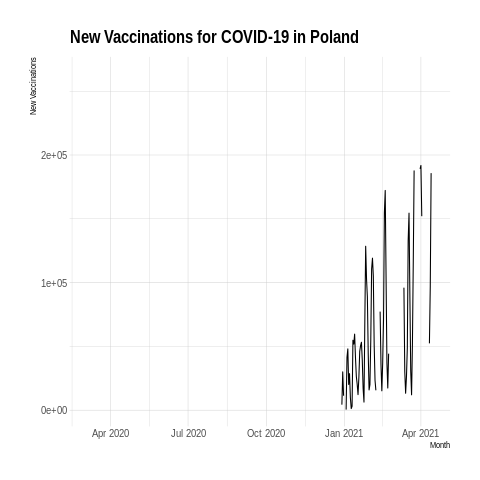 New Vaccinations for COVID-19 in Poland
New Vaccinations
2e+05
1e+05
0e+00
Apr 2020 Jul 2020 Oct 2020 Jan 2021 Apr 2021
Month